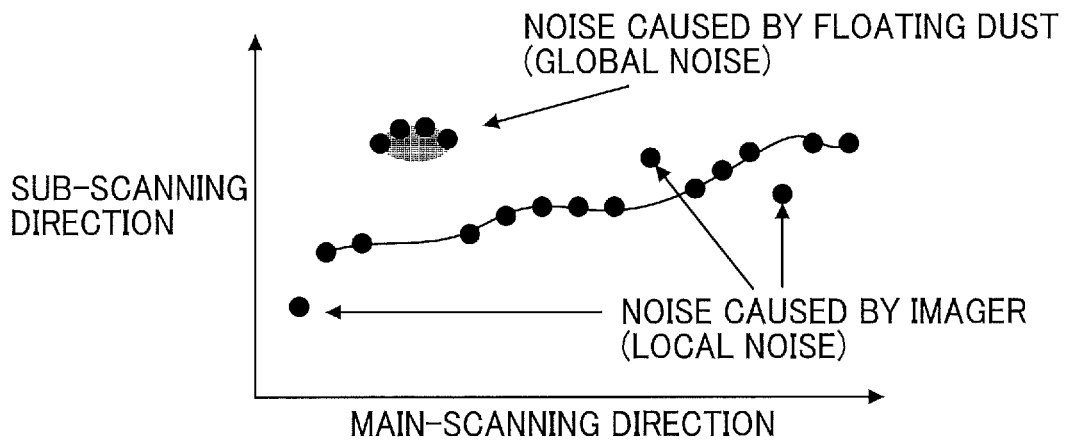 NOISE CAUSED BY FLOATING DUST
(GLOBAL NOISE)
SUB-SCANNING
DIRECTION
NOISE CAUSED BY IMAGER
(LOCAL NOISE)
MAIN-SCANNING DIRECTION